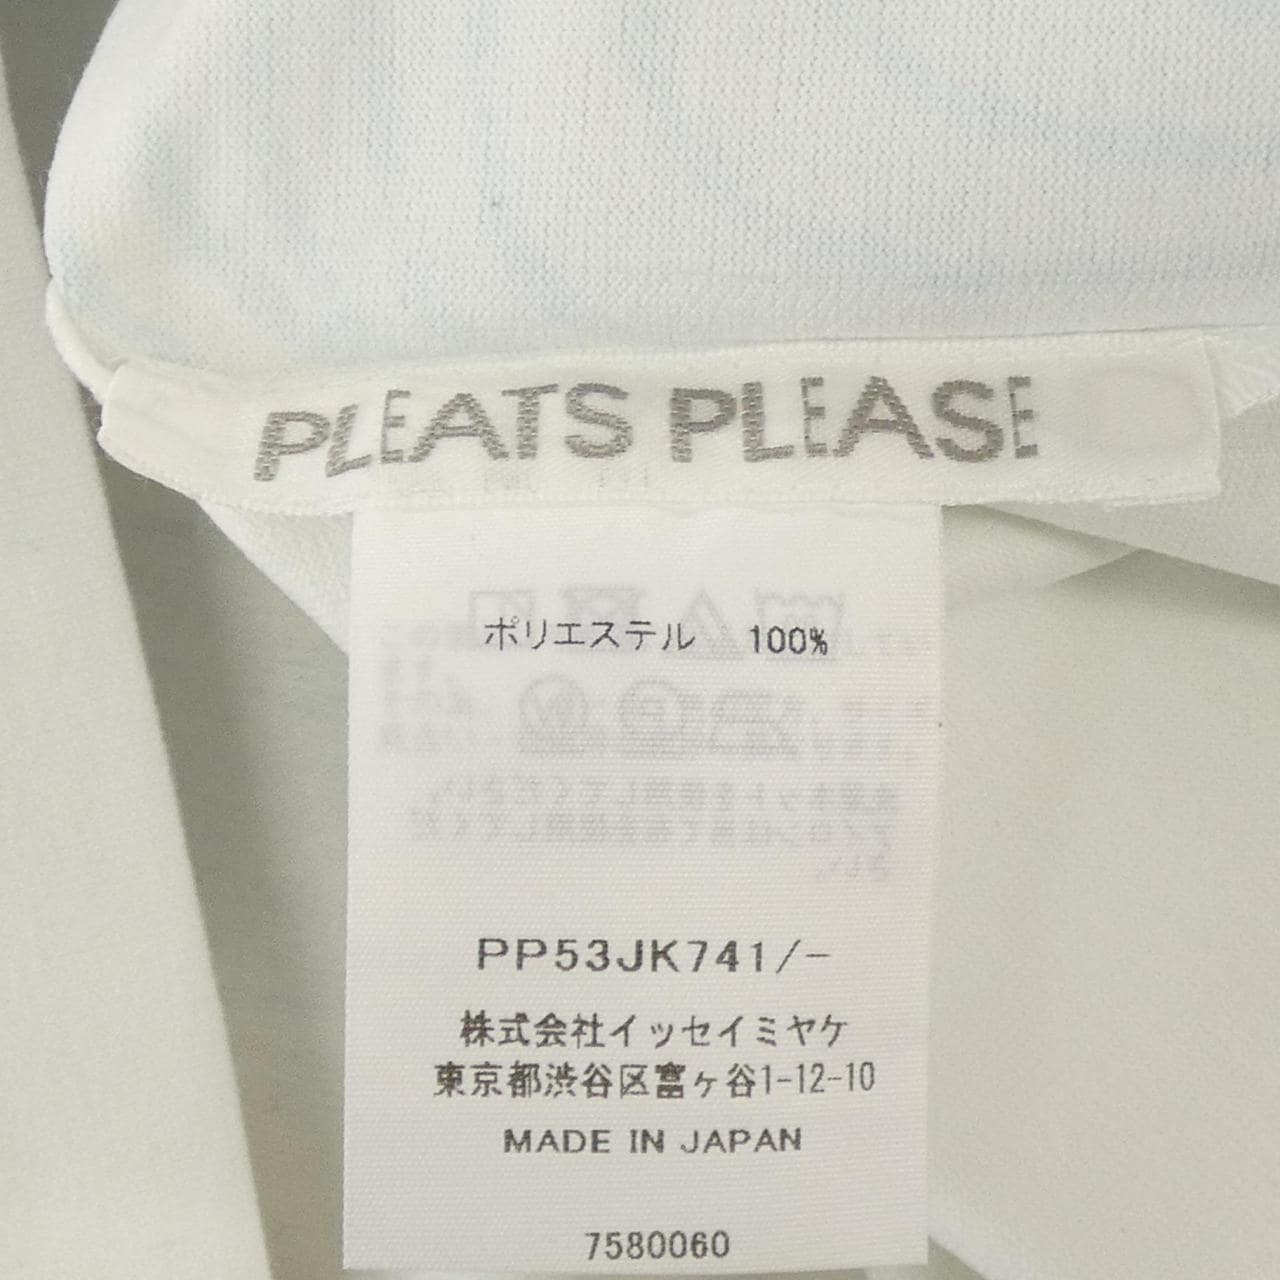 PLEATS PLEASE
ポリエステル 100%
PP53JK741/-
株式会社イッセイミヤケ
東京都渋谷区富ヶ谷1-12-10
MADE IN JAPAN
7580060